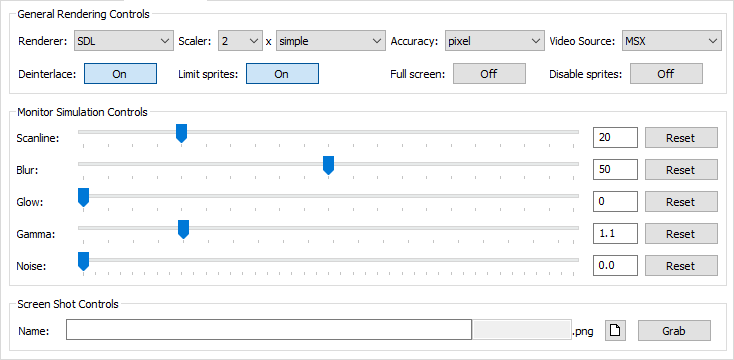 General Rendering Controls
Renderer: SDL Scaler: 2 x simple Accuracy: pixel Video Source: MSX
Deinterlace: On Limit sprites: On Full screen: Off Disable sprites: Off
Monitor Simulation Controls
Scanline: 20 Reset
Blur: 50 Reset
Glow: 0 Reset
Gamma: 1.1 Reset
Noise: 0.0 Reset
Screen Shot Controls
Name: .png Grab